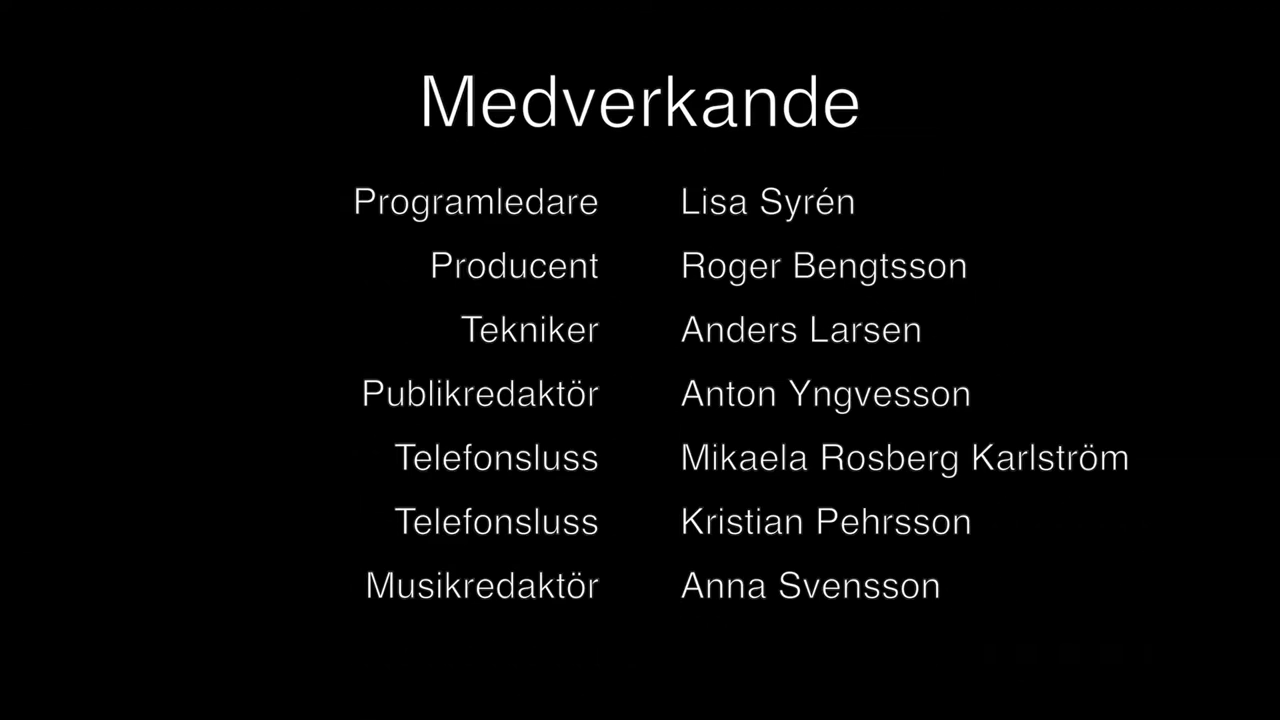 Medverkande
Programledare Lisa Syrén
Producent Roger Bengtsson
Tekniker Anders Larsen
Publikredaktör Anton Yngvesson
Telefonsluss Mikaela Rosberg Karlström
Telefonsluss Kristian Pehrsson
Musikredaktör Anna Svensson